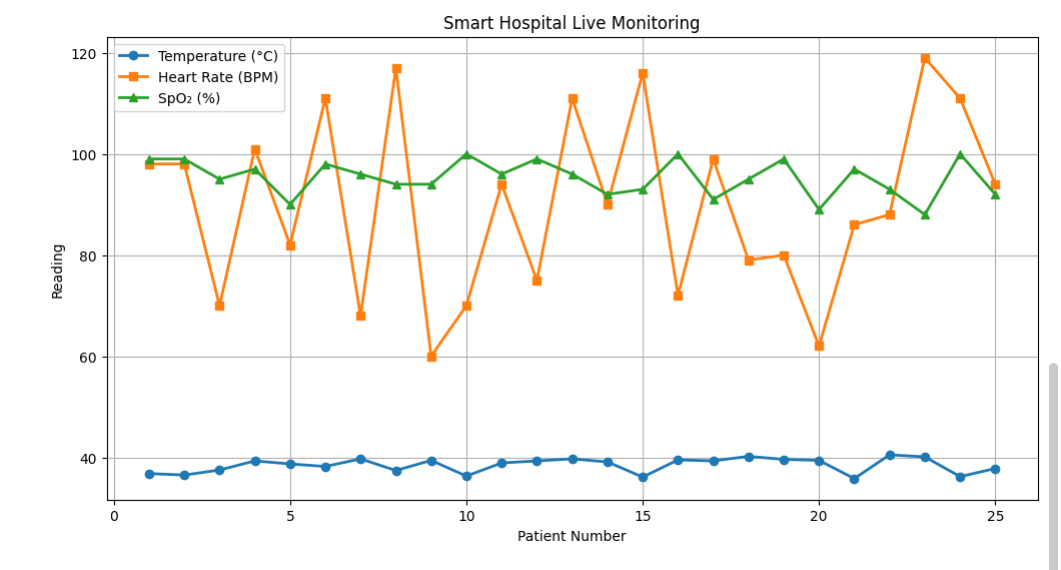 Smart Hospital Live Monitoring
Temperature (°C)
Heart Rate (BPM)
SpO₂ (%)
120
100
80
60
40
Reading
0 5 10 15 20 25
Patient Number